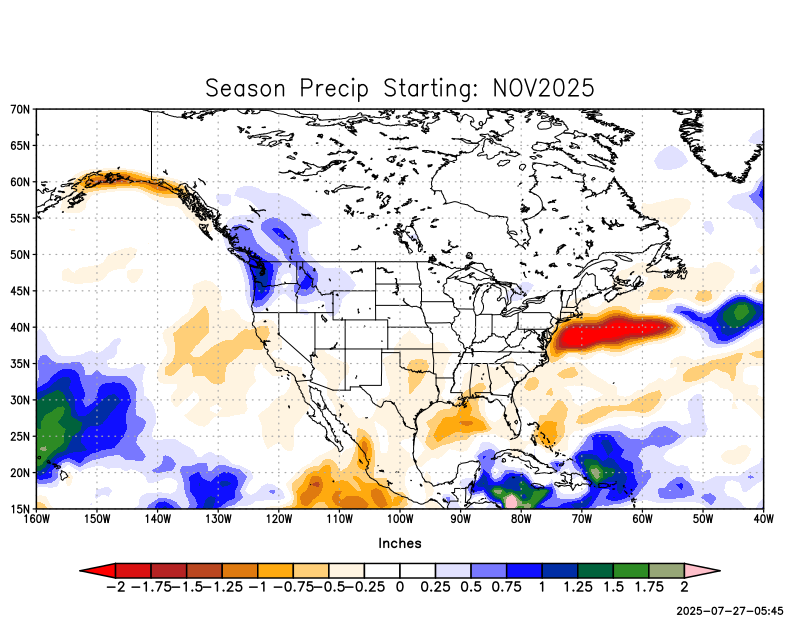 Season Precip Starting: NOV2025
70N
65N
60N
55N
50N
45N
40N
35N
30N
25N
20N
15N
160W 150W 140W 130W 120W 110W 100W 90W 80W 70W 60W 50W 40W
Inches
-2 -1.75 -1.5 -1.25 -1 -0.75 -0.5 -0.25 0 0.25 0.5 0.75 1 1.25 1.5 1.75 2
2025-07-27-05:45